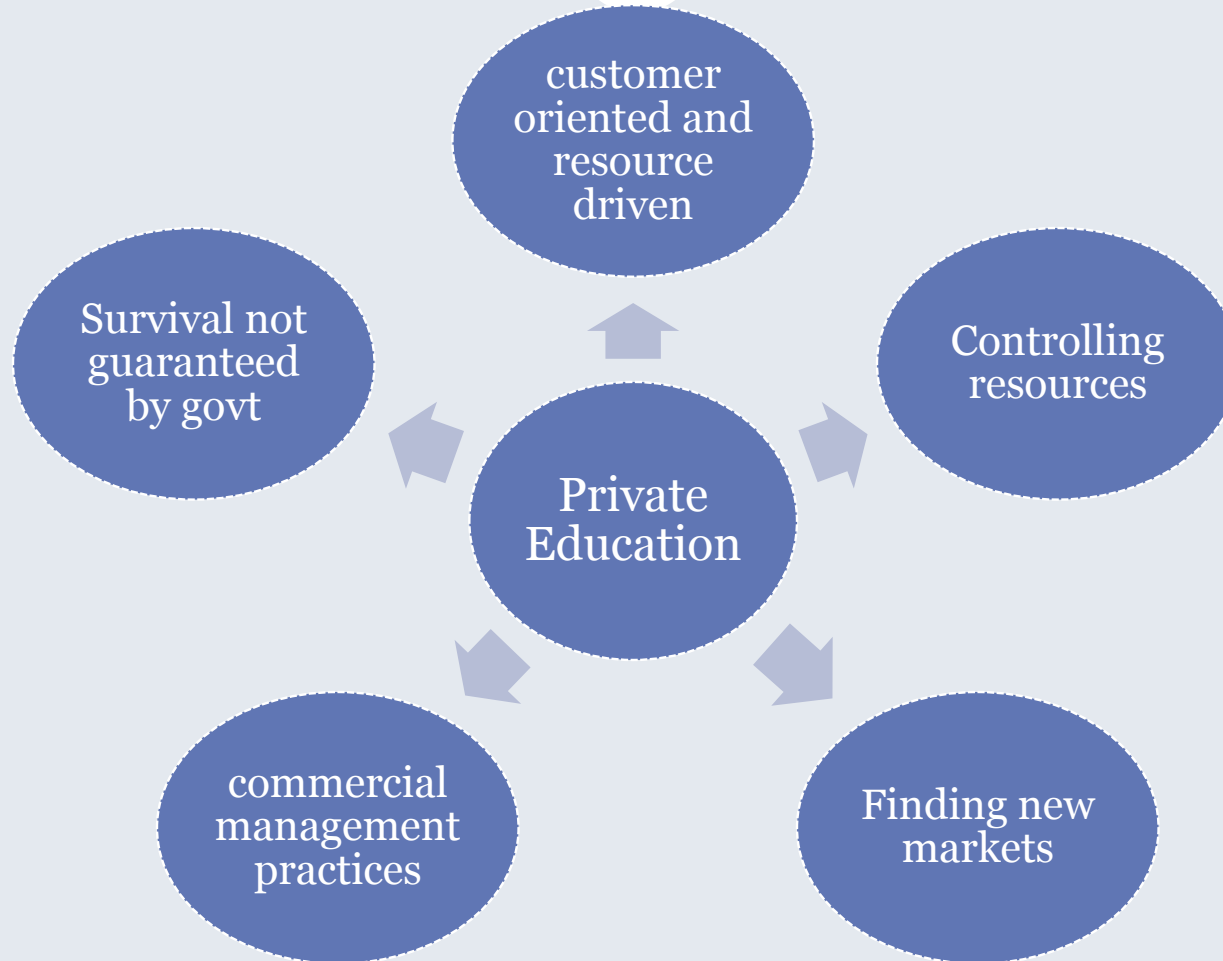 customer
oriented and
resource
driven
Survival not
guaranteed
by govt
Controlling
resources
Private
Education
commercial
management
practices
Finding new
markets